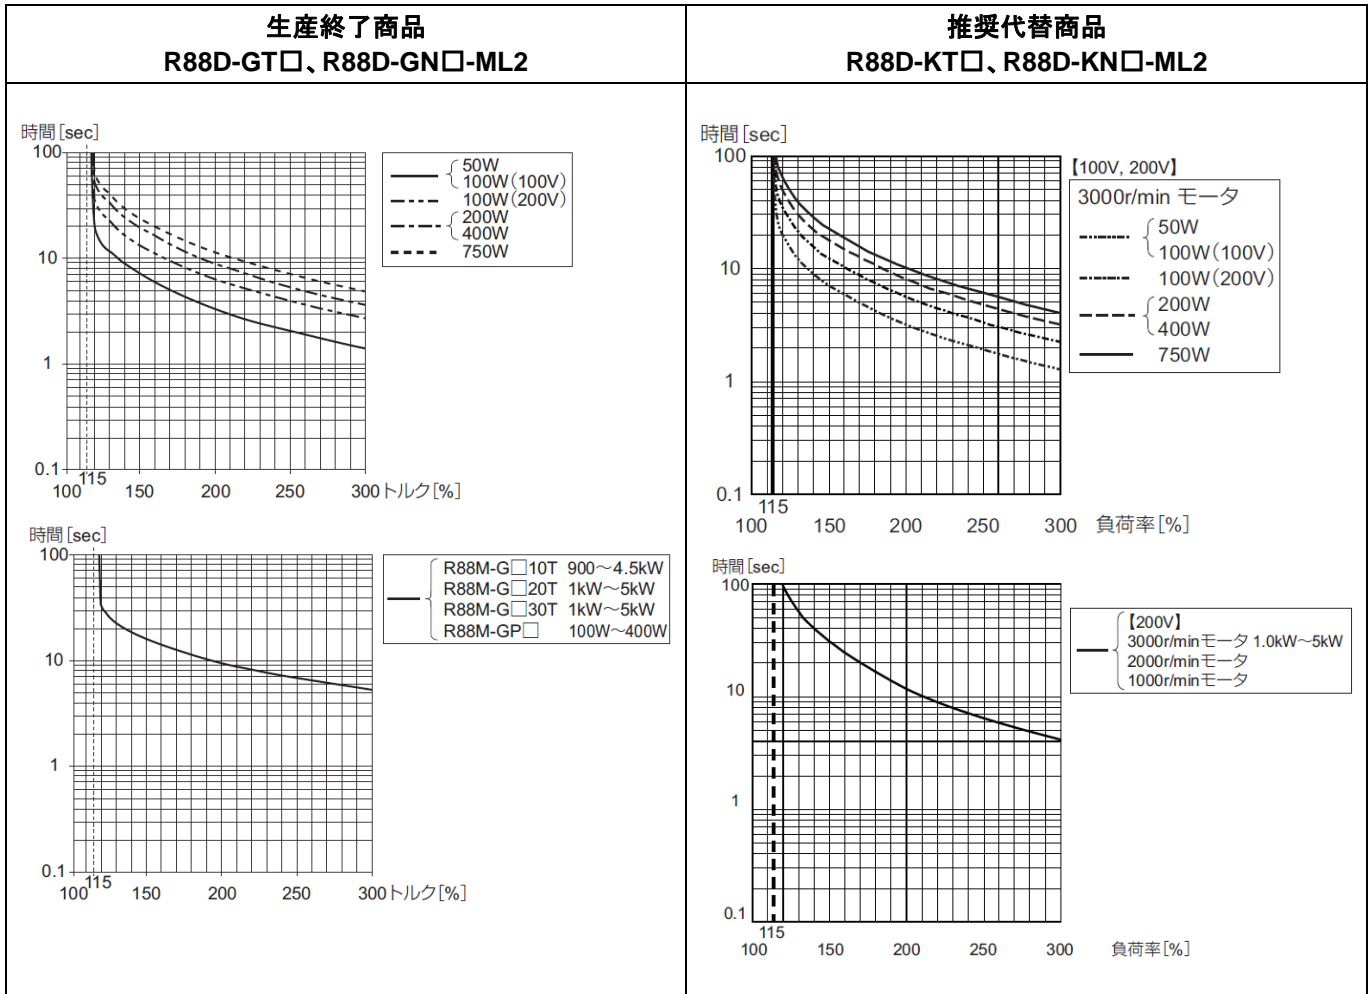 生産終了商品
R88D-GT□、R88D-GN□-ML2
推奨代替商品
R88D-KT□、R88D-KN□-ML2
時間[sec]
100
10
1
0.1
100
115
150
200
250
300
トルク[%]
50W
100W(100V)
100W(200V)
200W
400W
750W
時間[sec]
100
10
1
0.1
100
115
150
200
250
300
トルク[%]
R88M-G□10T 900～4.5kW
R88M-G□20T 1kW～5kW
R88M-G□30T 1kW～5kW
R88M-GP□ 100W～400W
時間[sec]
100
10
1
0.1
115
100
150
200
250
300
負荷率[%]
【100V, 200V】
3000r/min モータ
50W
100W(100V)
100W(200V)
200W
400W
750W
時間[sec]
100
10
1
0.1
115
100
150
200
250
300
負荷率[%]
【200V】
3000r/minモータ 1.0kW～5kW
2000r/minモータ
1000r/minモータ